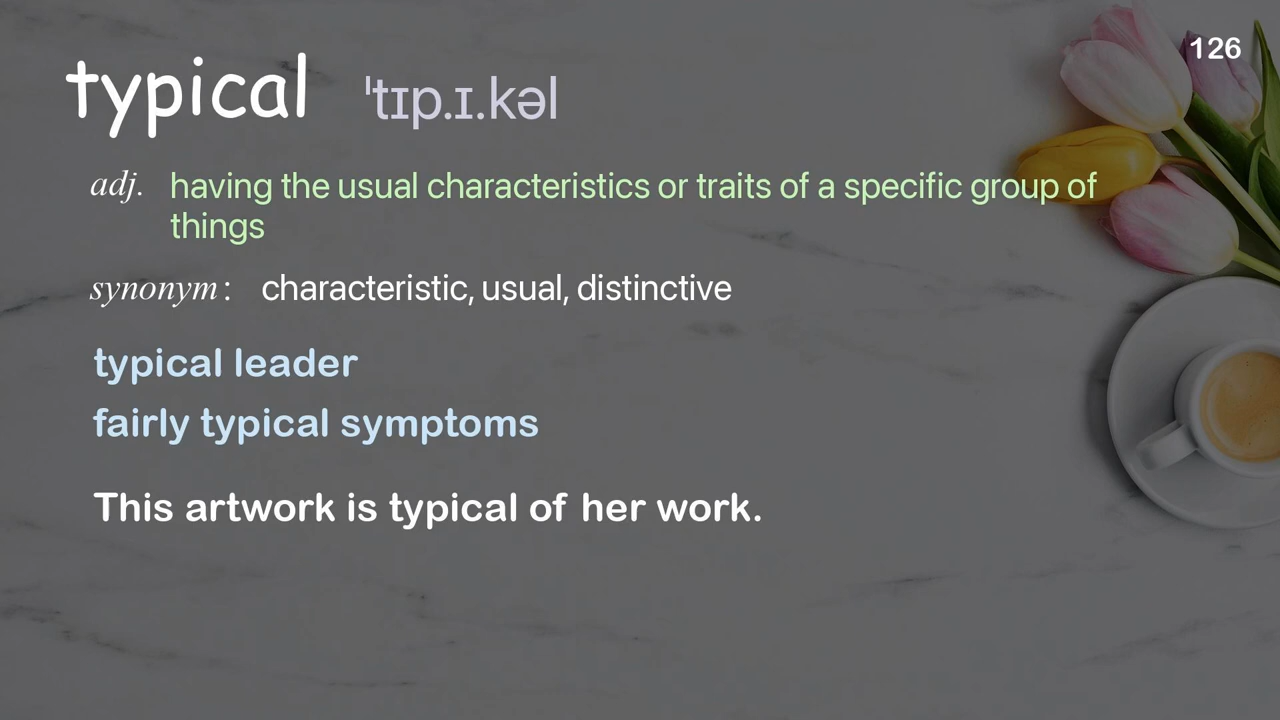 126
typical ˈtɪp.ɪ.kəl
adj. having the usual characteristics or traits of a specific group of
things
synonym: characteristic, usual, distinctive
typical leader
fairly typical symptoms
This artwork is typical of her work.